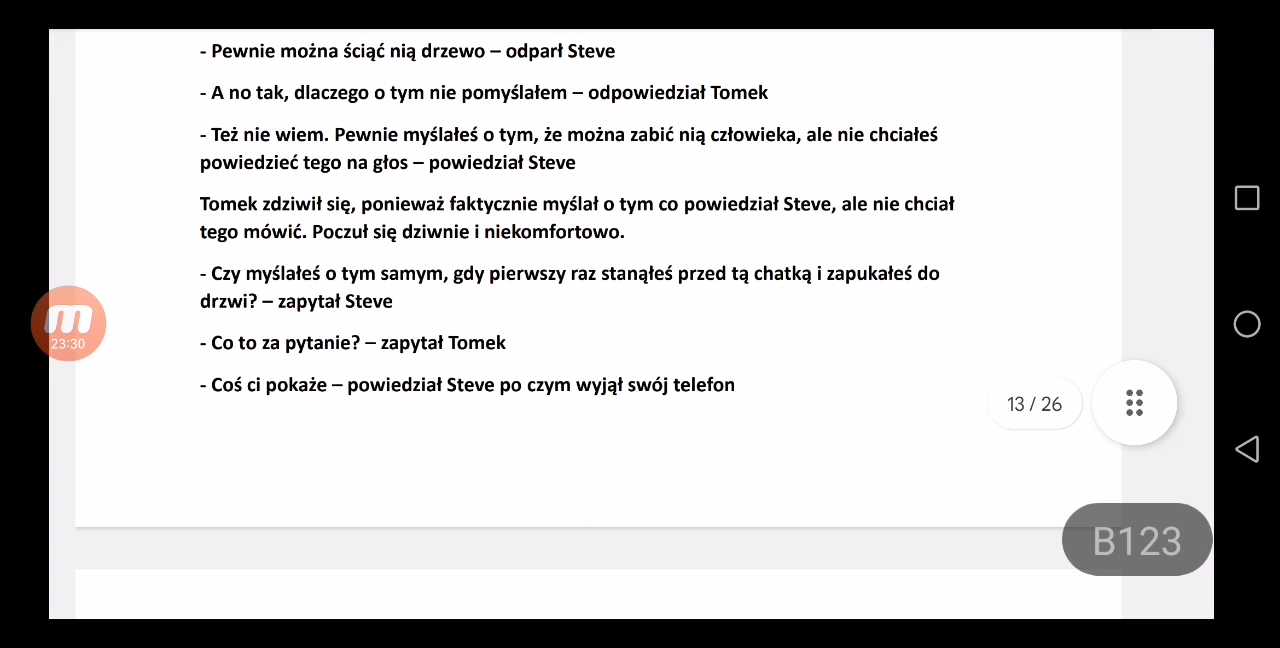 - Pewnie można ściąć nią drzewo – odparł Steve
- A no tak, dlaczego o tym nie pomyślałem – odpowiedział Tomek
- Też nie wiem. Pewnie myślałeś o tym, że można zabić nią człowieka, ale nie chciałeś
powiedzieć tego na głos – powiedział Steve
Tomek zdziwił się, ponieważ faktycznie myślał o tym co powiedział Steve, ale nie chciał
tego mówić. Poczuł się dziwnie i niekomfortowo.
- Czy myślałeś o tym samym, gdy pierwszy raz stanąłeś przed tą chatką i zapukałeś do
drzwi? – zapytał Steve
m
23:30
- Co to za pytanie? – zapytał Tomek
- Coś ci pokaże – powiedział Steve po czym wyjął swój telefon
13 / 26
B123